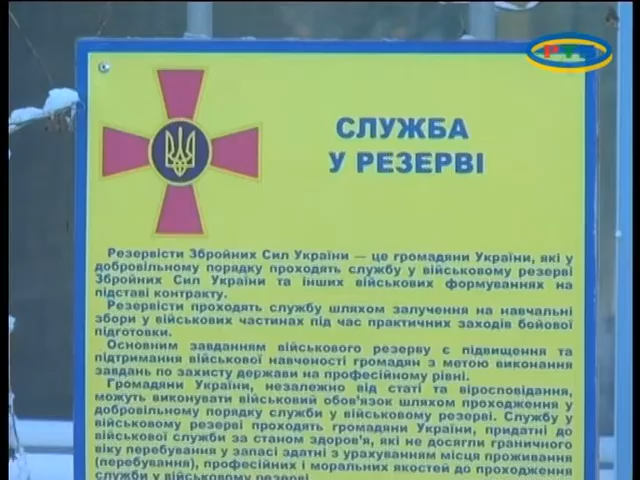 РТБ
СЛУЖБА
У РЕЗЕРВІ
Резервісти Збройних Сил України — це громадяни України, які у
добровільному порядку проходять службу у військовому резерві
Збройних Сил України та інших військових формуваннях на
підставі контракту.
Резервісти проходять службу шляхом залучення на навчальні
збори у військових частинах під час практичних заходів бойової
підготовки.
Основним завданням військового резерву є підвищення та
підтримання військової навченості громадян з метою виконання
завдань по захисту держави на професійному рівні.
Громадяни України, незалежно від статі та віросповідання,
можуть виконувати військовий обов'язок шляхом проходження у
добровільному порядку служби у військовому резерві. Службу у
військовому резерві проходять громадяни України, придатні до
військової служби за станом здоров'я, які не досягли граничного
віку перебування у запасі здатні з урахуванням місця проживання
(перебування), професійних і моральних якостей до проходження
служби у військовому резерві.